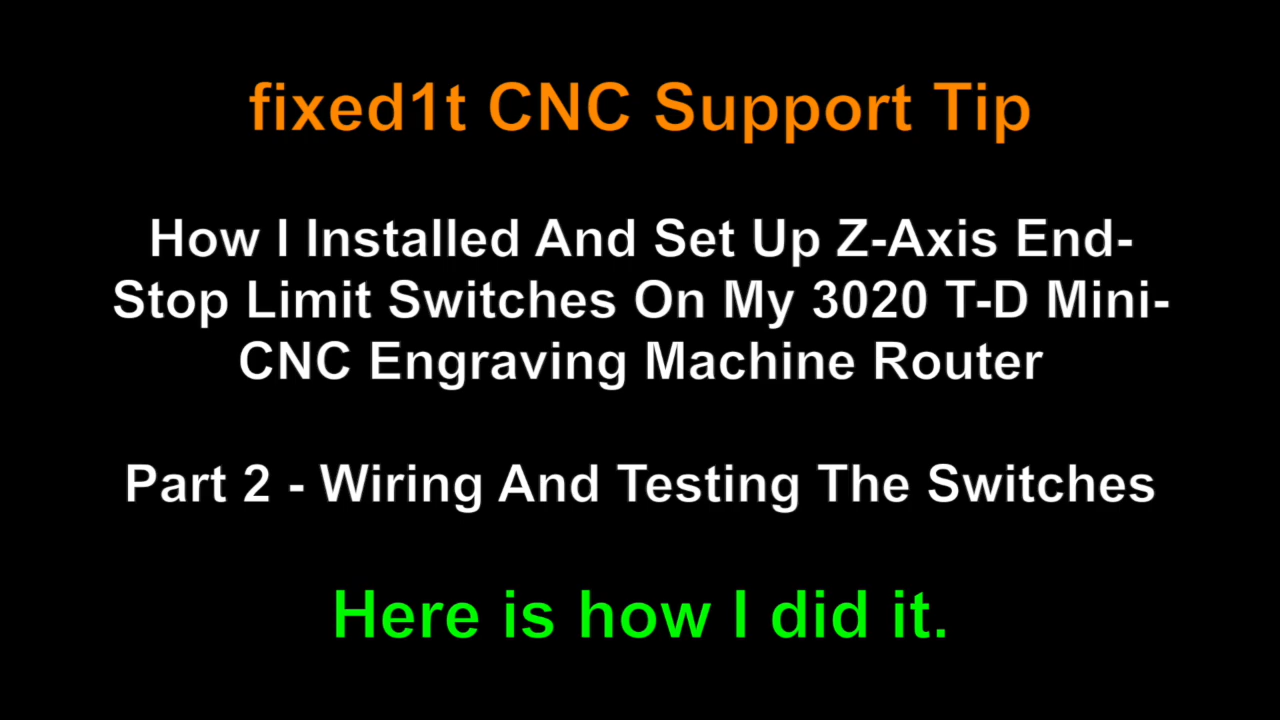 fixed1t CNC Support Tip
How I Installed And Set Up Z-Axis End-
Stop Limit Switches On My 3020 T-D Mini-
CNC Engraving Machine Router
Part 2 - Wiring And Testing The Switches
Here is how I did it.